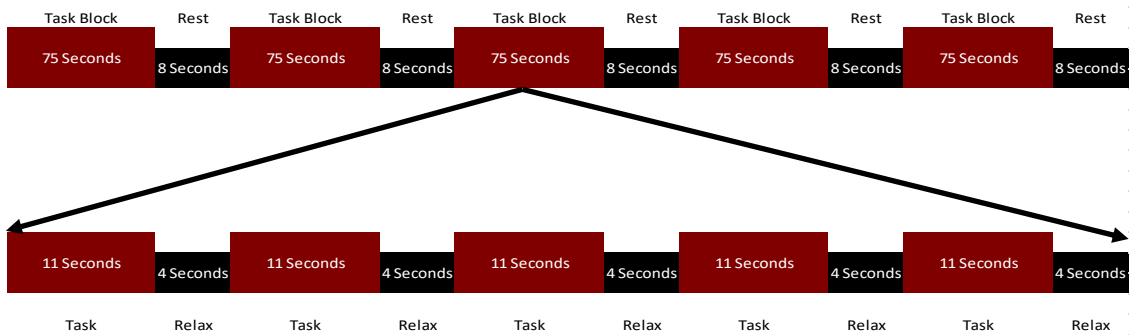 Task Block Rest Task Block Rest Task Block Rest Task Block Rest Task Block Rest
75 Seconds 8 Seconds 75 Seconds 8 Seconds 75 Seconds 8 Seconds 75 Seconds 8 Seconds 75 Seconds 8 Seconds
11 Seconds 4 Seconds 11 Seconds 4 Seconds 11 Seconds 4 Seconds 11 Seconds 4 Seconds 11 Seconds 4 Seconds
Task Relax Task Relax Task Relax Task Relax Task Relax